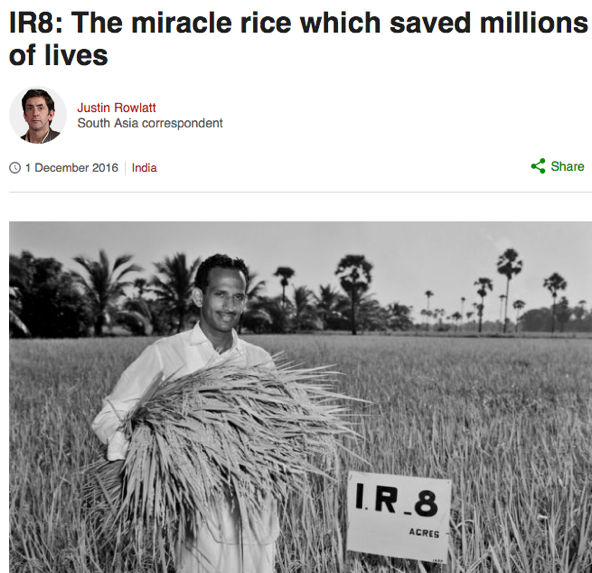 IR8: The miracle rice which saved millions
of lives
Justin Rowlatt
South Asia correspondent
1 December 2016
India
Share
I.R_8
ACRES